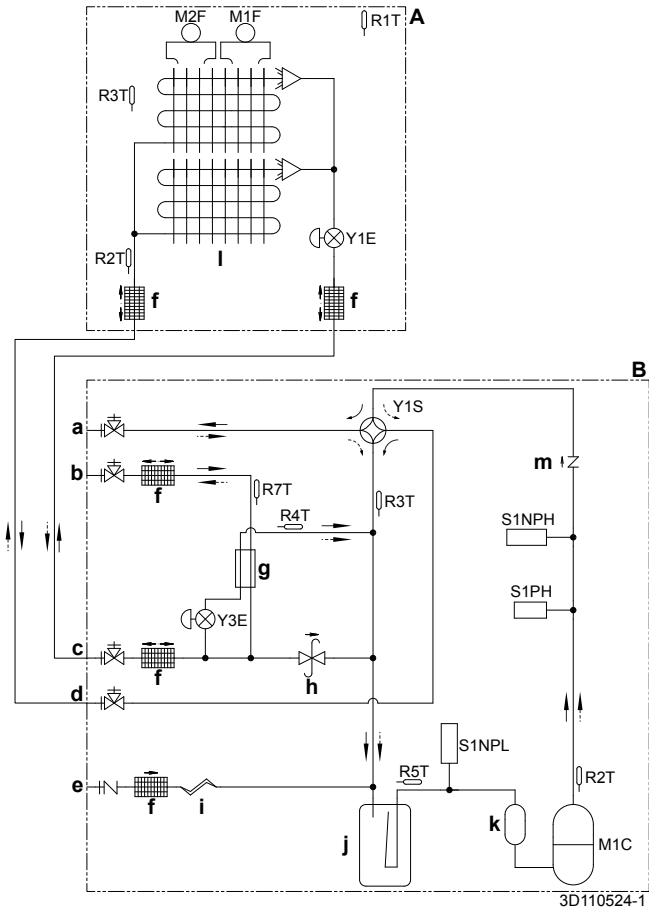 M2F M1F
R1T
A
R3T
R2T
l
Y1E
f
f
B
a
Y1S
b
f
R7T
m
R4T
R3T
S1NPH
g
S1PH
Y3E
c
f
h
d
S1NPL
e
f
i
R5T
R2T
j
k
M1C
3D110524-1